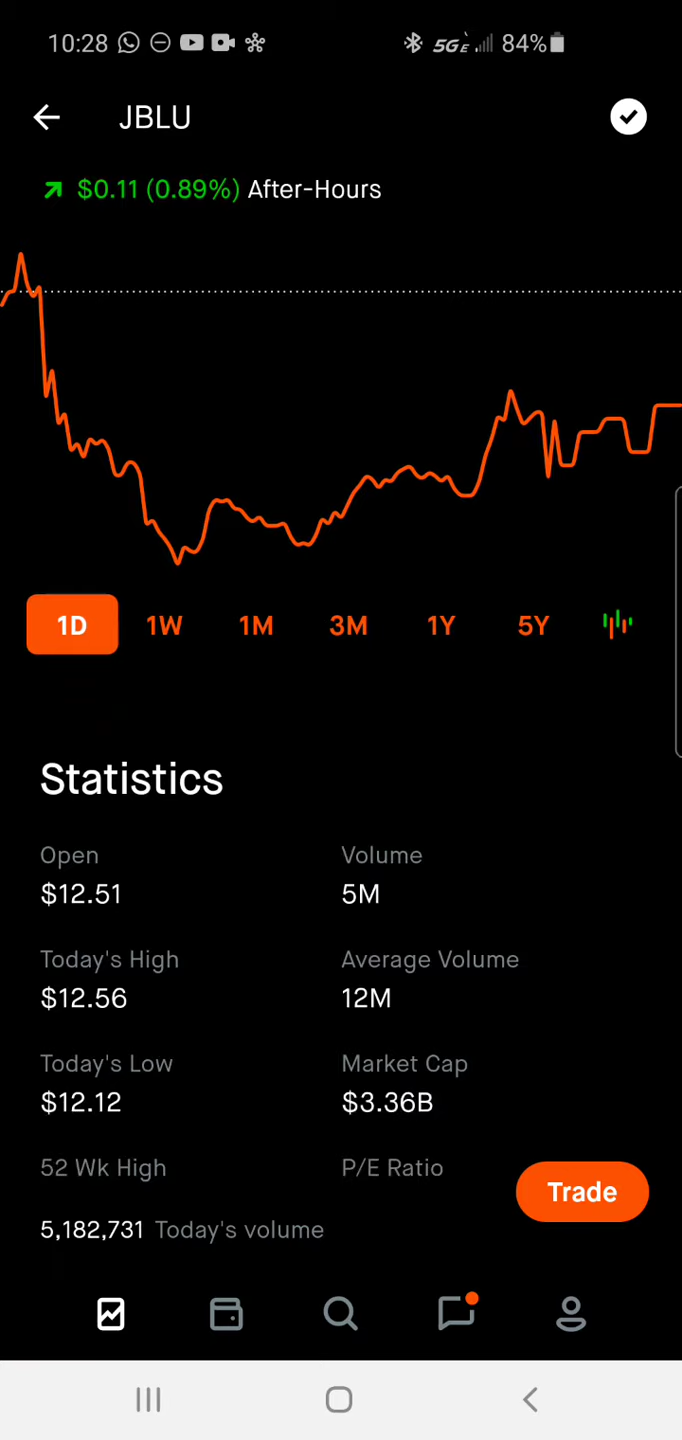 10:28 5GE 84%
JBLU
$0.11 (0.89%) After-Hours
1D 1W 1M 3M 1Y 5Y
Statistics
Open Volume
$12.51 5M
Today's High Average Volume
$12.56 12M
Today's Low Market Cap
$12.12 $3.36B
52 Wk High P/E Ratio
Trade
5,182,731 Today's volume